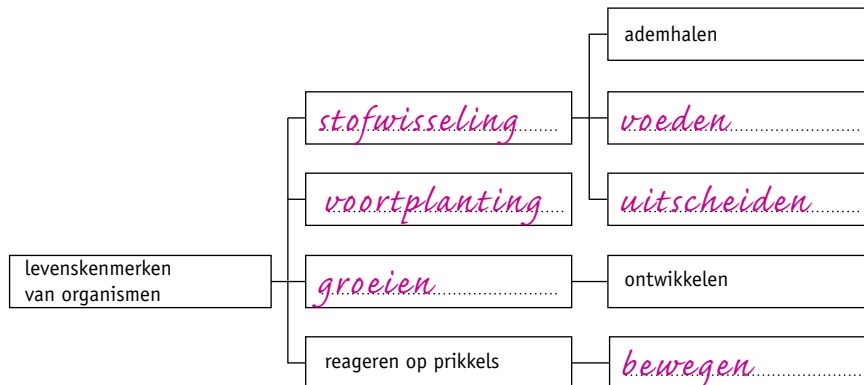 ademhalen
stofwisseling
voeden
voortplanting
uitscheiden
levenskenmerken
van organismen
groeien
ontwikkelen
reageren op prikkels
bewegen